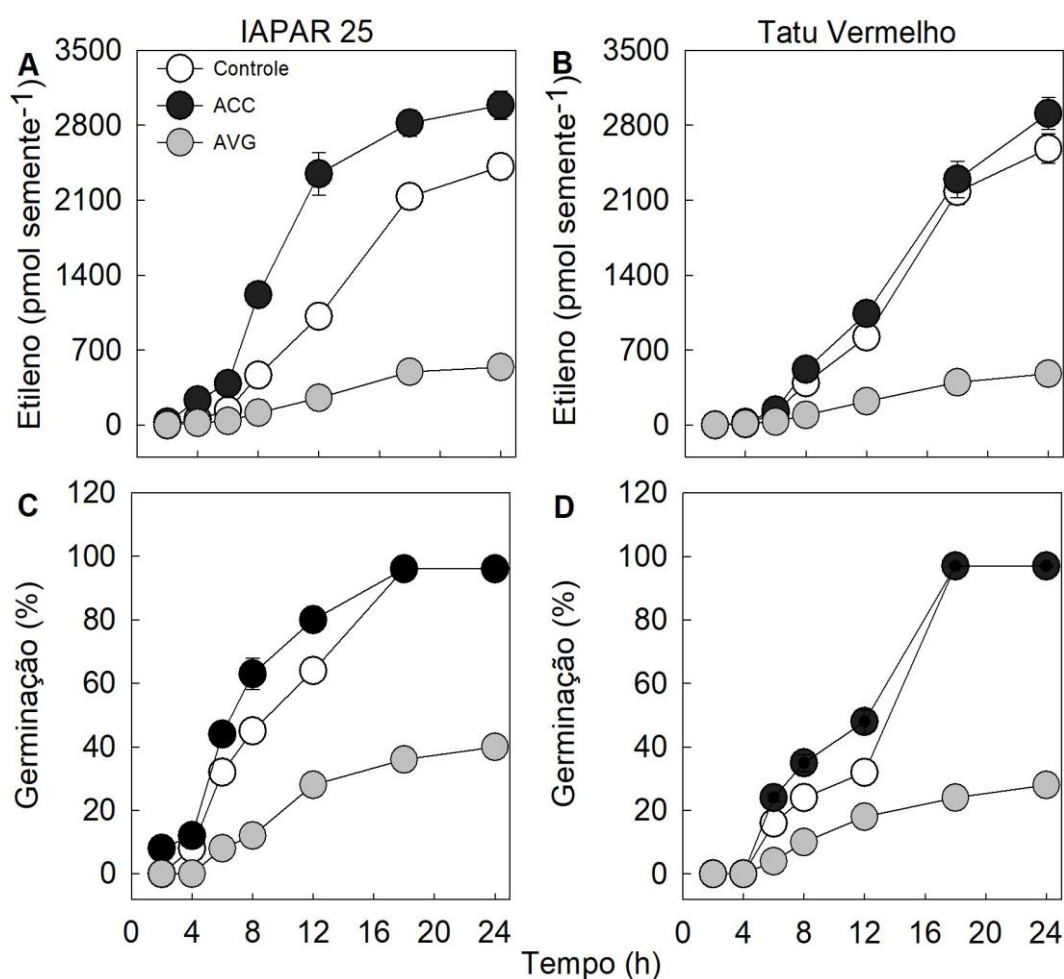 IAPAR 25
Tatu Vermelho
A
B
Controle
ACC
AVG
Etileno (pmol semente⁻¹)
3500
2800
2100
1400
700
0
Etileno (pmol semente⁻¹)
3500
2800
2100
1400
700
0
C
D
Germinação (%)
120
100
80
60
40
20
0
Germinação (%)
120
100
80
60
40
20
0
0 4 8 12 16 20 24
0 4 8 12 16 20 24
Tempo (h)